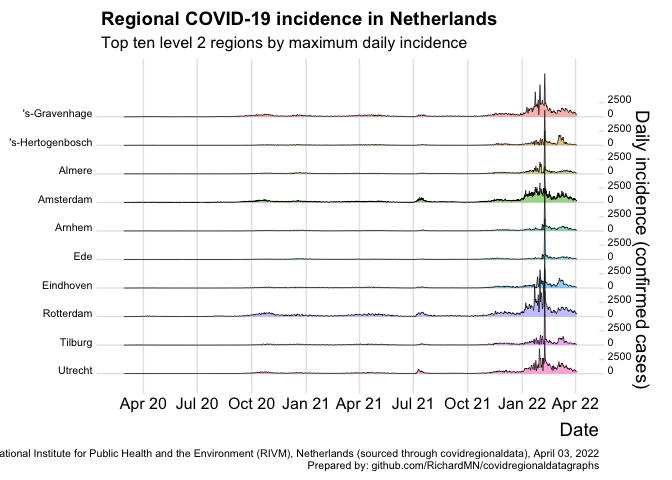 Regional COVID-19 incidence in Netherlands
Top ten level 2 regions by maximum daily incidence
's-Gravenhage
2500
0
's-Hertogenbosch
2500
0
Almere
2500
0
Amsterdam
2500
0
Arnhem
2500
0
Ede
2500
0
Eindhoven
2500
0
Rotterdam
2500
0
Tilburg
2500
0
Utrecht
2500
0
Daily incidence (confirmed cases)
Apr 20 Jul 20 Oct 20 Jan 21 Apr 21 Jul 21 Oct 21 Jan 22 Apr 22
Date
ational Institute for Public Health and the Environment (RIVM), Netherlands (sourced through covidregionaldata), April 03, 2022
Prepared by: github.com/RichardMN/covidregionaldatagraphs